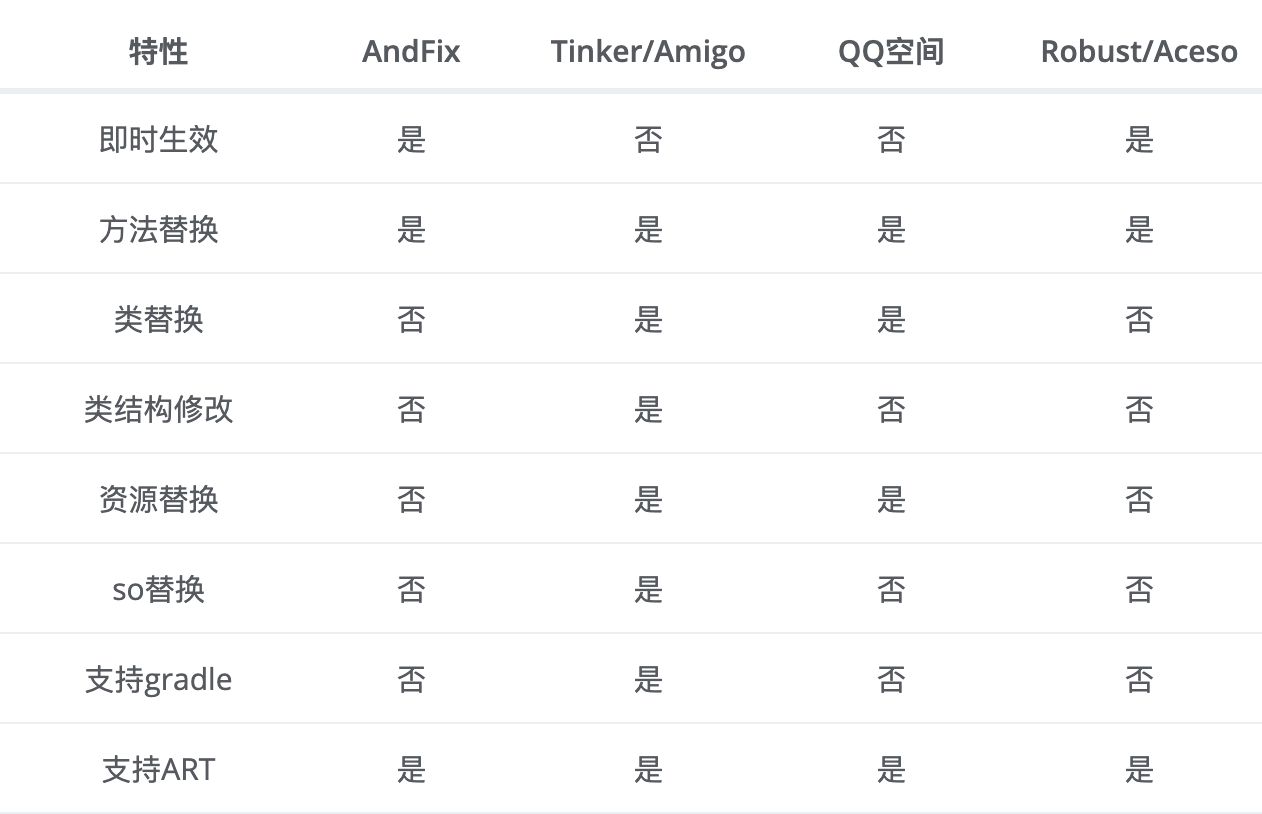 特性 AndFix Tinker/Amigo QQ空间 Robust/Aceso
即时生效 是 否 否 是
方法替换 是 是 是 是
类替换 否 是 是 否
类结构修改 否 是 否 否
资源替换 否 是 是 否
so替换 否 是 否 否
支持gradle 否 是 否 否
支持ART 是 是 是 是